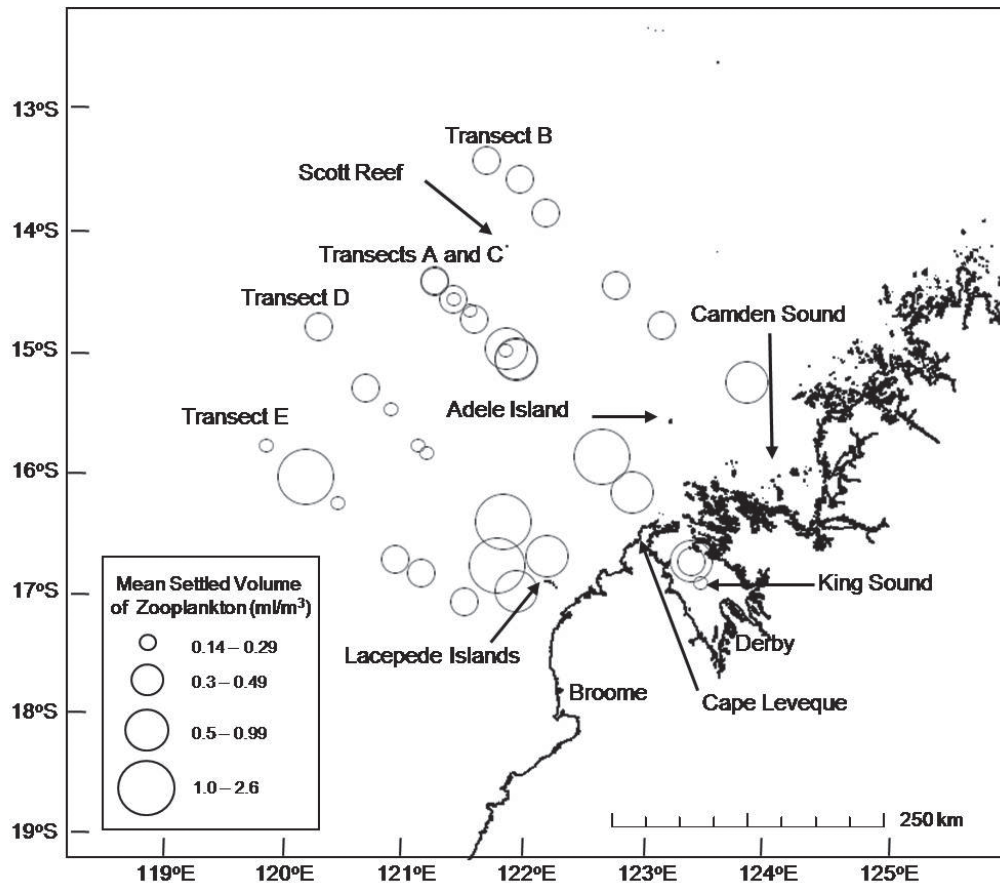 13ºS
Transect B
Scott Reef
14ºS
Transects A and C
Transect D
Camden Sound
15ºS
Adele Island
Transect E
16ºS
Mean Settled Volume
of Zooplankton (ml/m³)
0.14 – 0.29
0.3 – 0.49
0.5 – 0.99
1.0 – 2.6
17ºS
King Sound
Derby
Lacepede Islands
Broome
Cape Leveque
18ºS
250 km
19ºS
119ºE 120ºE 121ºE 122ºE 123ºE 124ºE 125ºE